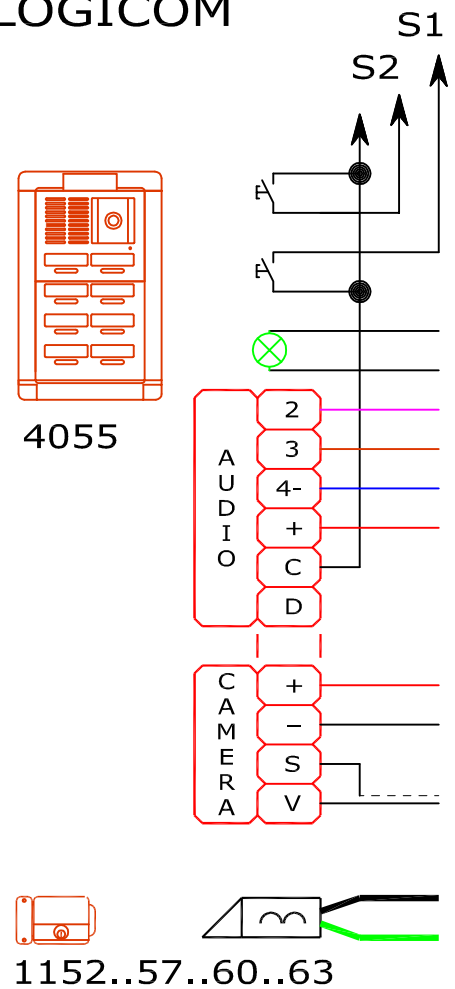 LOGICOM
S1
S2
4055
AUDIO
2
3
4-
+
C
D
CAMERA
+
-
S
V
1152..57..60..63